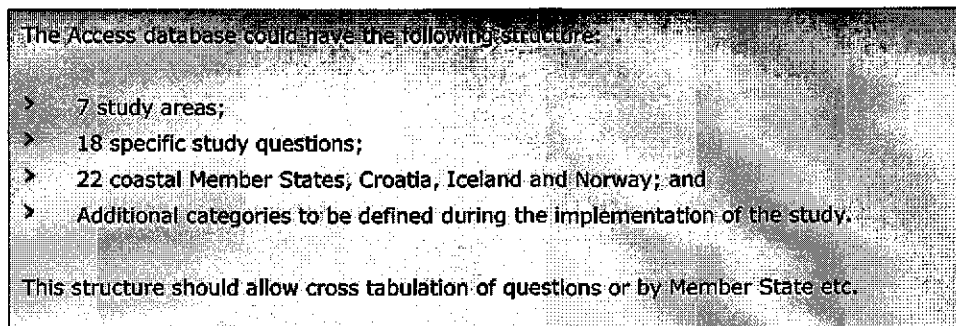 The Access database could have the following structure:
> 7 study areas;
> 18 specific study questions;
> 22 coastal Member States, Croatia, Iceland and Norway; and
> Additional categories to be defined during the implementation of the study.
This structure should allow cross tabulation of questions or by Member State etc.